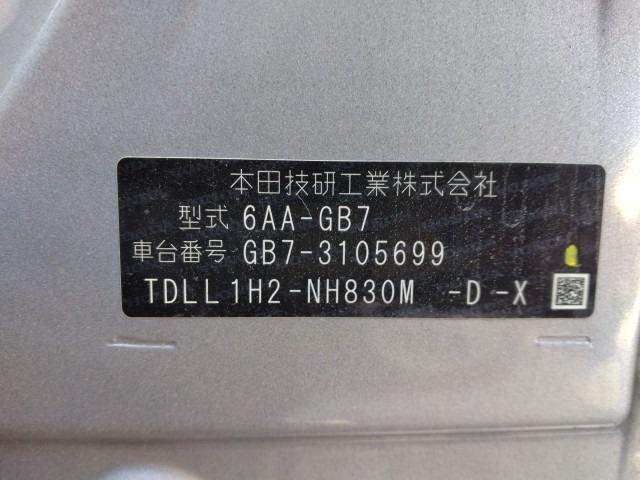 本田技研工業株式会社
型式 6AA-GB7
車台番号 GB7-3105699
TDLL1H2-NH830M -D-X